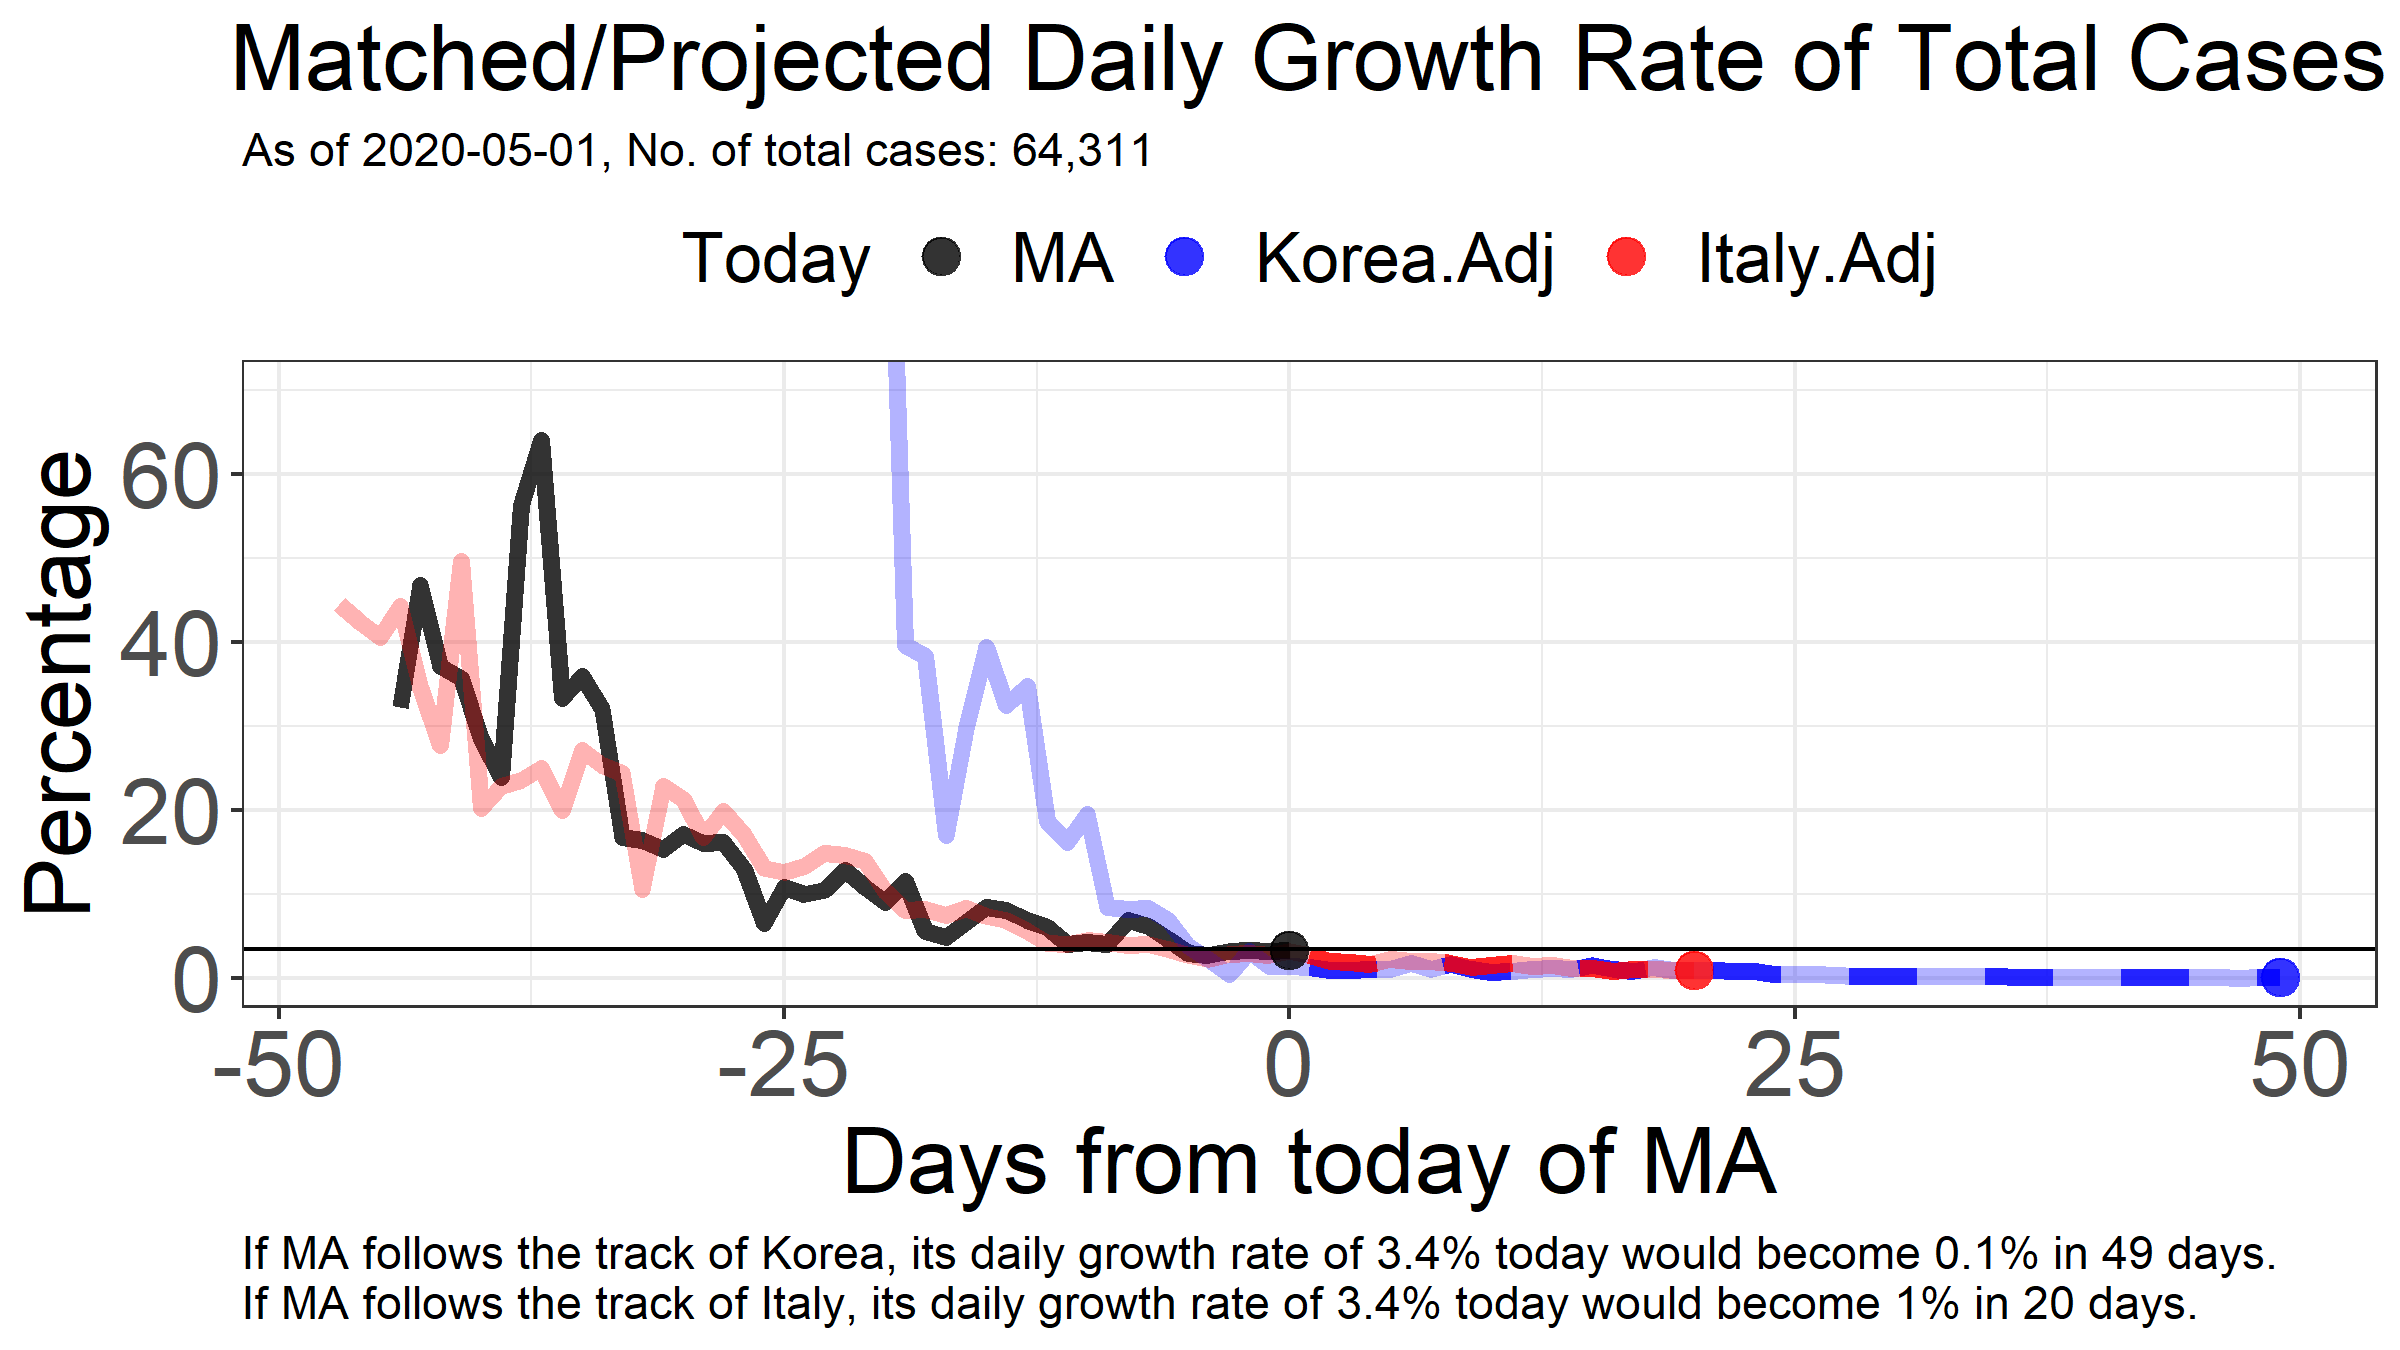 Matched/Projected Daily Growth Rate of Total Cases
As of 2020-05-01, No. of total cases: 64,311
Today MA Korea.Adj Italy.Adj
Percentage
60
40
20
0
-50 -25 0 25 50
Days from today of MA
If MA follows the track of Korea, its daily growth rate of 3.4% today would become 0.1% in 49 days.
If MA follows the track of Italy, its daily growth rate of 3.4% today would become 1% in 20 days.